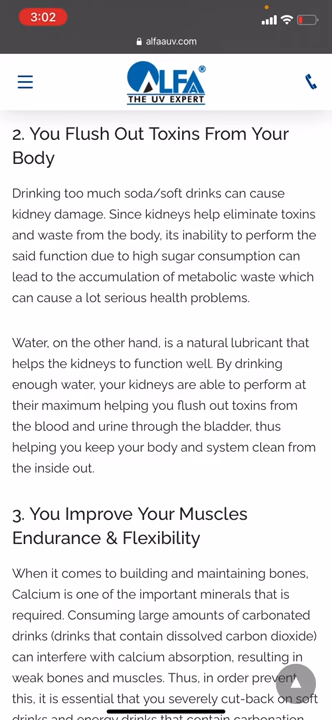 3:02
alfaauv.com
ALFA®
THE UV EXPERT
2. You Flush Out Toxins From Your
Body
Drinking too much soda/soft drinks can cause
kidney damage. Since kidneys help eliminate toxins
and waste from the body, its inability to perform the
said function due to high sugar consumption can
lead to the accumulation of metabolic waste which
can cause a lot serious health problems.
Water, on the other hand, is a natural lubricant that
helps the kidneys to function well. By drinking
enough water, your kidneys are able to perform at
their maximum helping you flush out toxins from
the blood and urine through the bladder, thus
helping you keep your body and system clean from
the inside out.
3. You Improve Your Muscles
Endurance & Flexibility
When it comes to building and maintaining bones,
Calcium is one of the important minerals that is
required. Consuming large amounts of carbonated
drinks (drinks that contain dissolved carbon dioxide)
can interfere with calcium absorption, resulting in
weak bones and muscles. Thus, in order prevent
this, it is essential that you severely cut-back on soft
drinks and energy drinks that contain carbonation